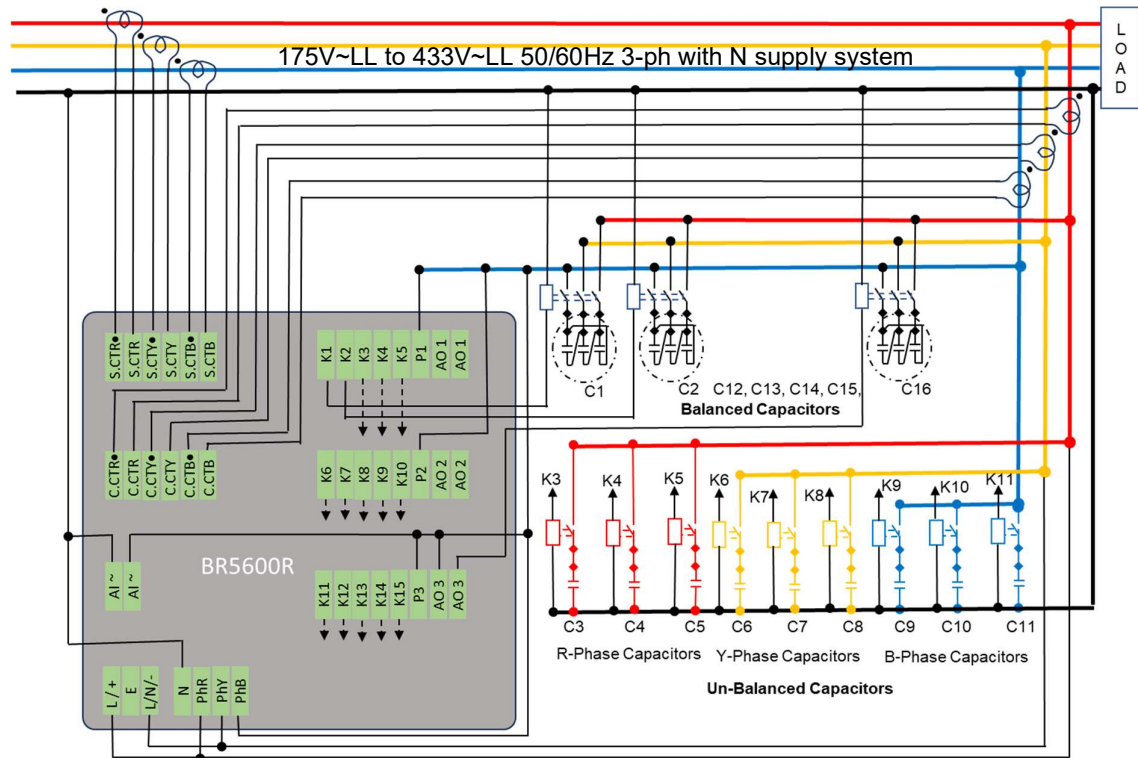 LOAD
175V~LL to 433V~LL 50/60Hz 3-ph with N supply system
S.CTR• S.CTR S.CTY• S.CTY S.CTB• S.CTB
K1 K2 K3 K4 K5 P1 AO 1 AO 1
C1 C2 C12, C13, C14, C15, C16
Balanced Capacitors
C.CTR• C.CTR C.CTY• C.CTY C.CTB• C.CTB
K6 K7 K8 K9 K10 P2 AO 2 AO 2
K3 K4 K5 K6 K7 K8 K9 K10 K11
AI ~ AI ~
BR5600R
K11 K12 K13 K14 K15 P3 AO 3 AO 3
C3 C4 C5 C6 C7 C8 C9 C10 C11
R-Phase Capacitors Y-Phase Capacitors B-Phase Capacitors
Un-Balanced Capacitors
L / + E L/N/- N PhR PhY PhB